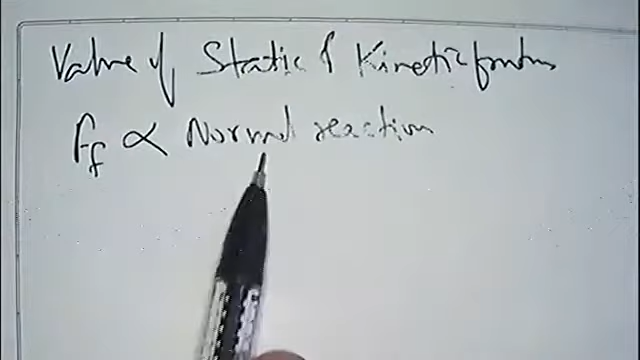 Value of Static & Kinetic friction
Ff ∝ Normal reaction